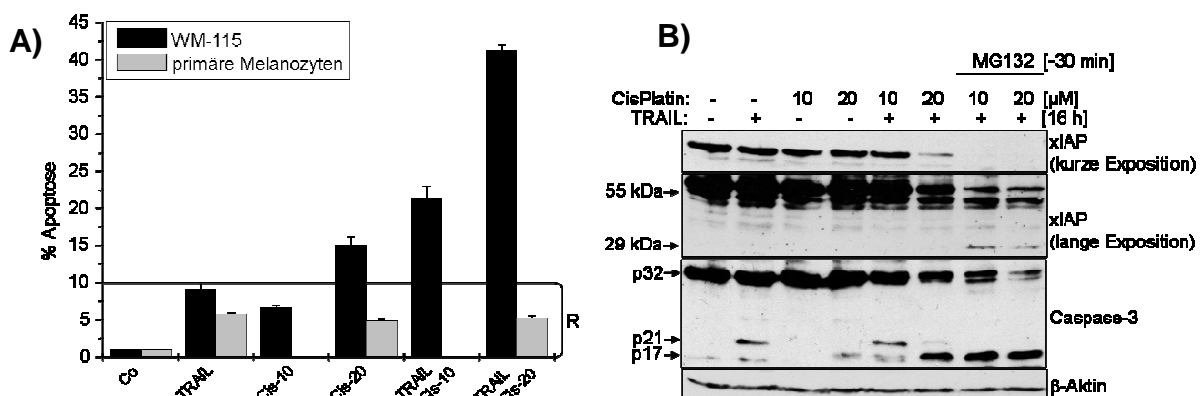 A)
45
40
35
30
25
20
15
10
5
0
% Apoptose
WM-115
primäre Melanozyten
R
Co
TRAIL
Cis-10
Cis-20
TRAIL
Cis-10
TRAIL
Cis-20
B)
MG132 [-30 min]
CisPlatin: - - 10 20 10 20 10 20 [µM]
TRAIL: - + - - + + + + [16 h]
xIAP
(kurze Exposition)
55 kDa
29 kDa
xIAP
(lange Exposition)
p32
p21
p17
Caspase-3
β-Aktin